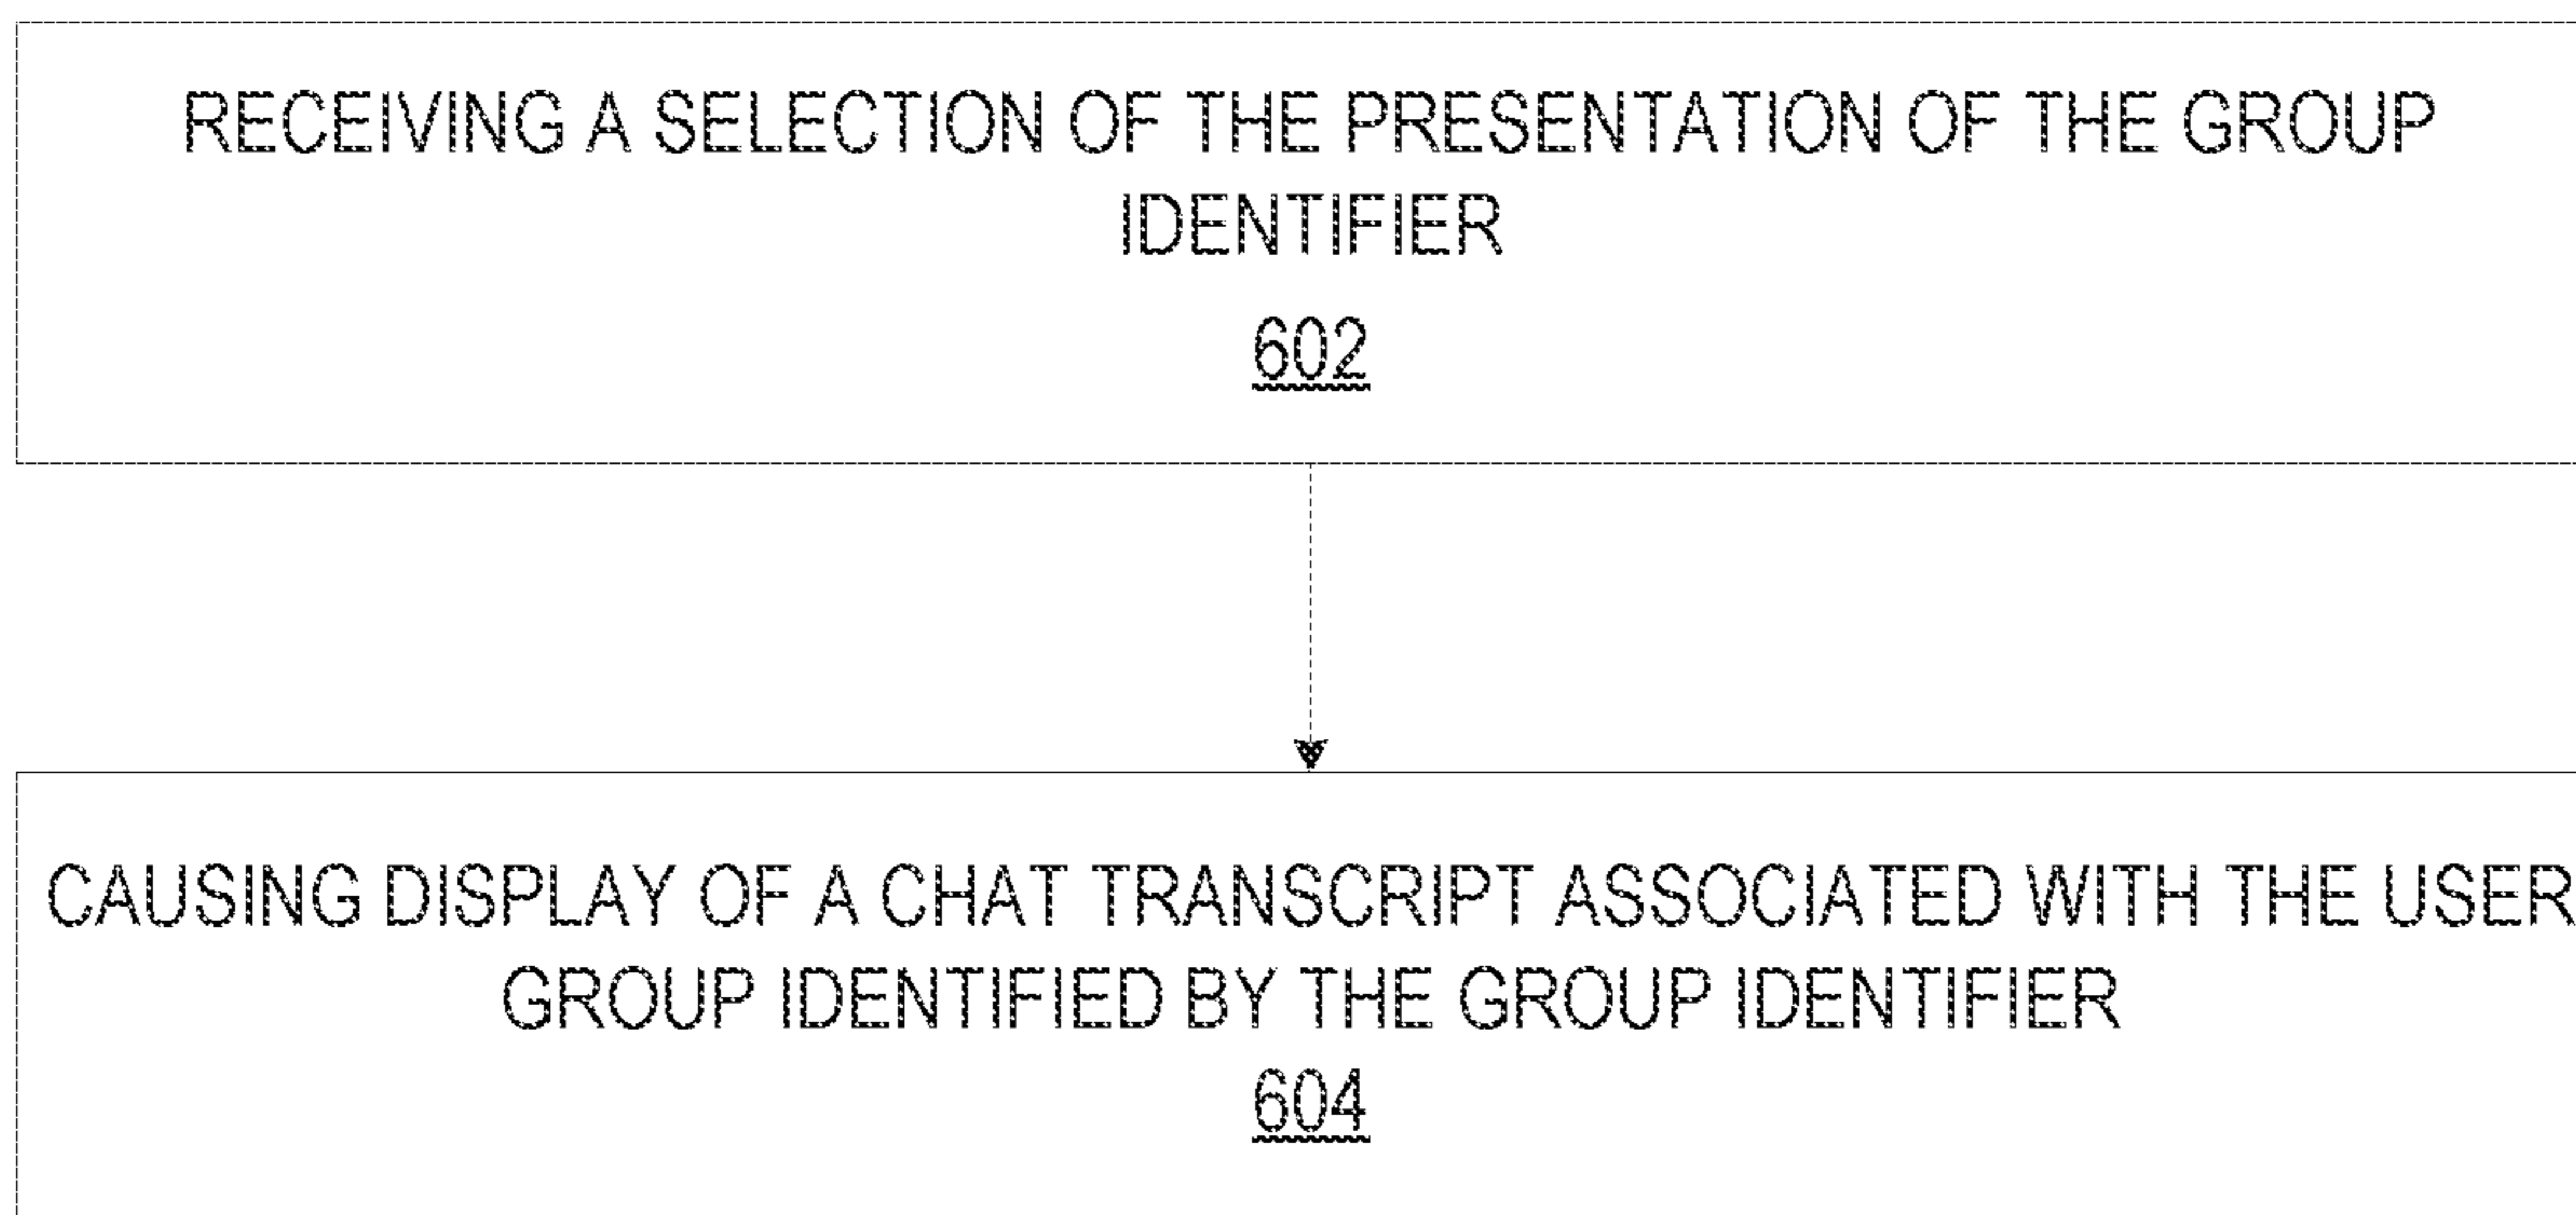 RECEIVING A SELECTION OF THE PRESENTATION OF THE GROUP
IDENTIFIER
602
CAUSING DISPLAY OF A CHAT TRANSCRIPT ASSOCIATED WITH THE USER
GROUP IDENTIFIED BY THE GROUP IDENTIFIER
604